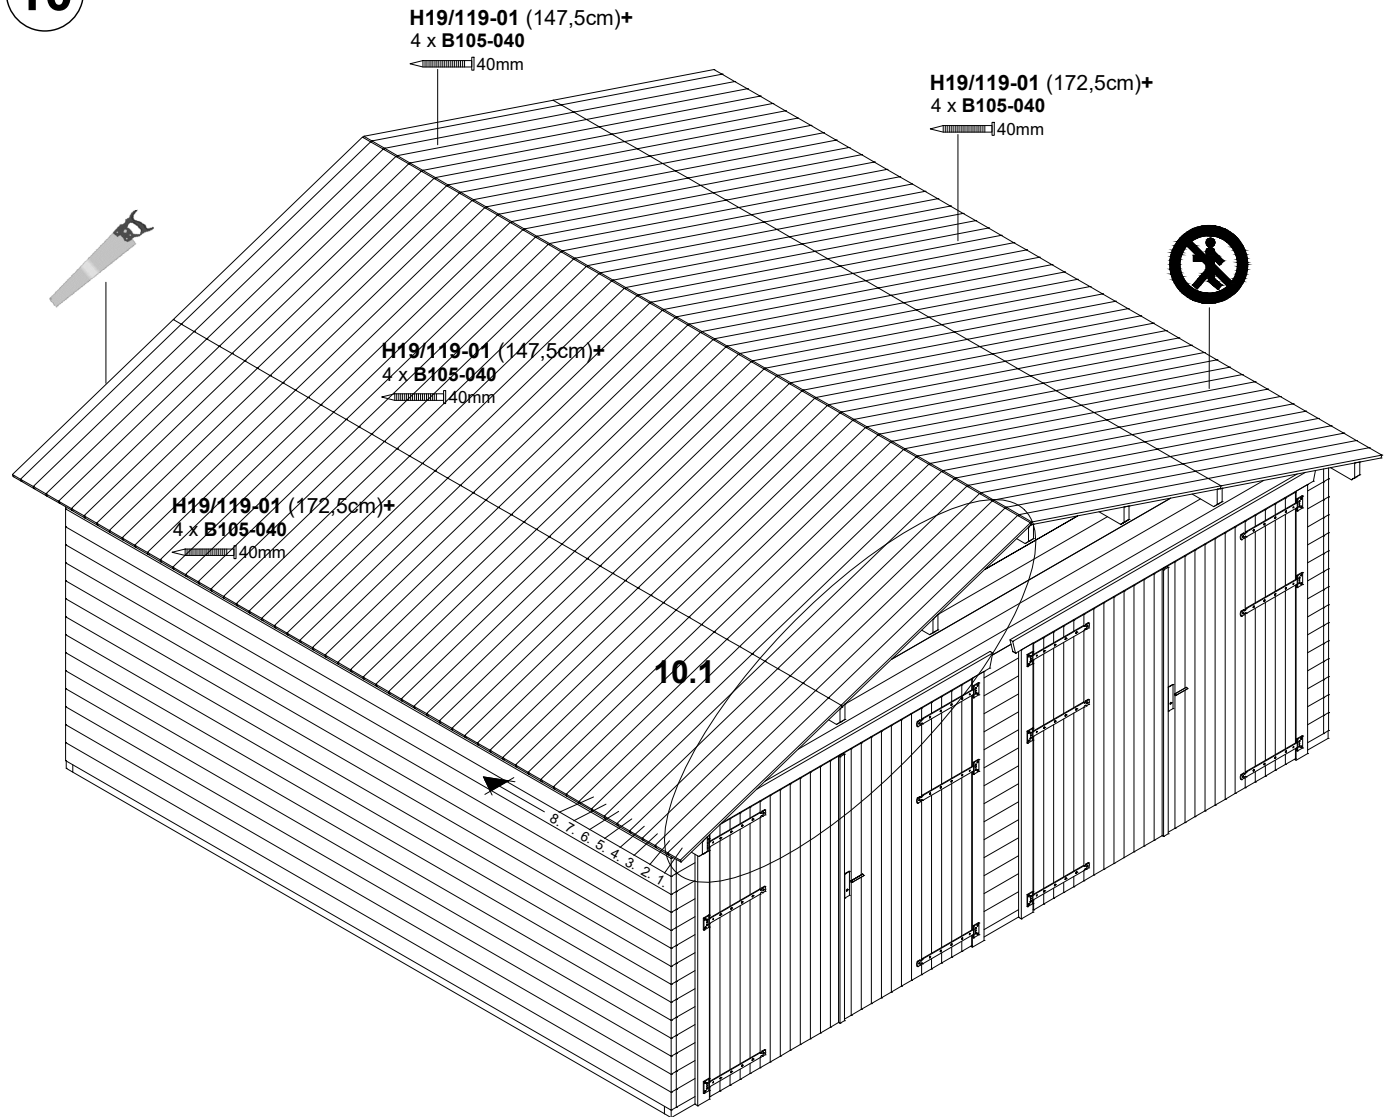 10
H19/119-01 (147,5cm)+
4 x B105-040
40mm
H19/119-01 (172,5cm)+
4 x B105-040
40mm
H19/119-01 (147,5cm)+
4 x B105-040
40mm
H19/119-01 (172,5cm)+
4 x B105-040
40mm
10.1
8. 7. 6. 5. 4. 3. 2. 1.